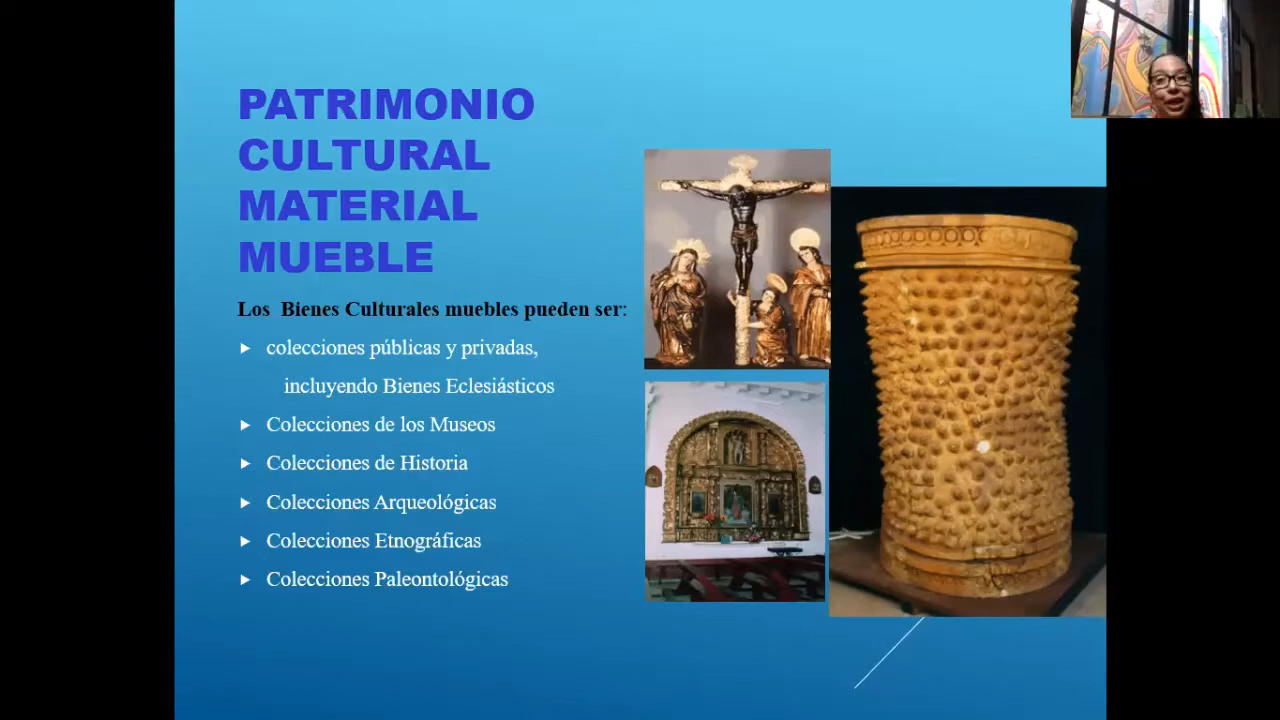 PATRIMONIO
CULTURAL
MATERIAL
MUEBLE
Los Bienes Culturales muebles pueden ser:
colecciones públicas y privadas,
incluyendo Bienes Eclesiásticos
Colecciones de los Museos
Colecciones de Historia
Colecciones Arqueológicas
Colecciones Etnográficas
Colecciones Paleontológicas